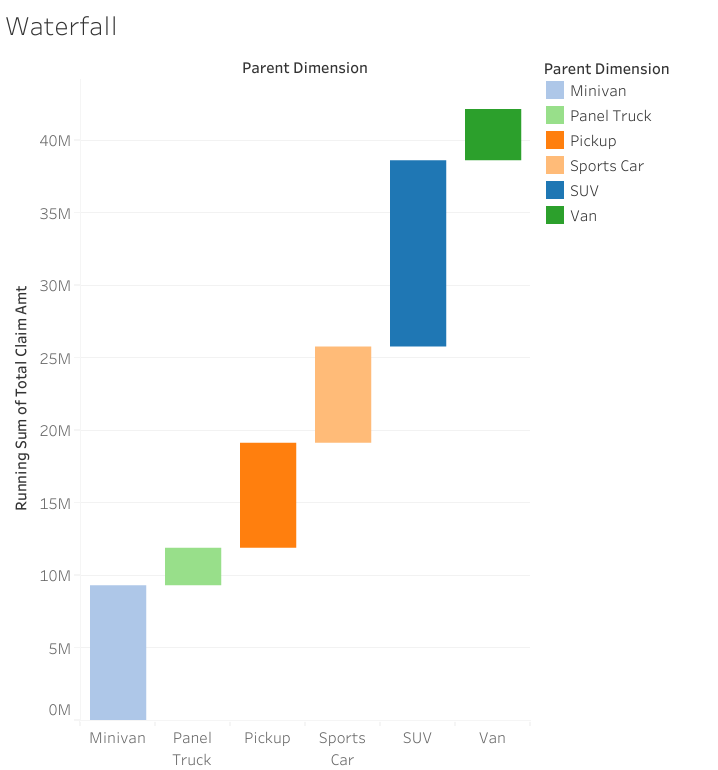 Waterfall
Parent Dimension
Parent Dimension
Minivan
Panel Truck
Pickup
Sports Car
SUV
Van
Running Sum of Total Claim Amt
40M
35M
30M
25M
20M
15M
10M
5M
0M
Minivan
Panel
Truck
Pickup
Sports
Car
SUV
Van